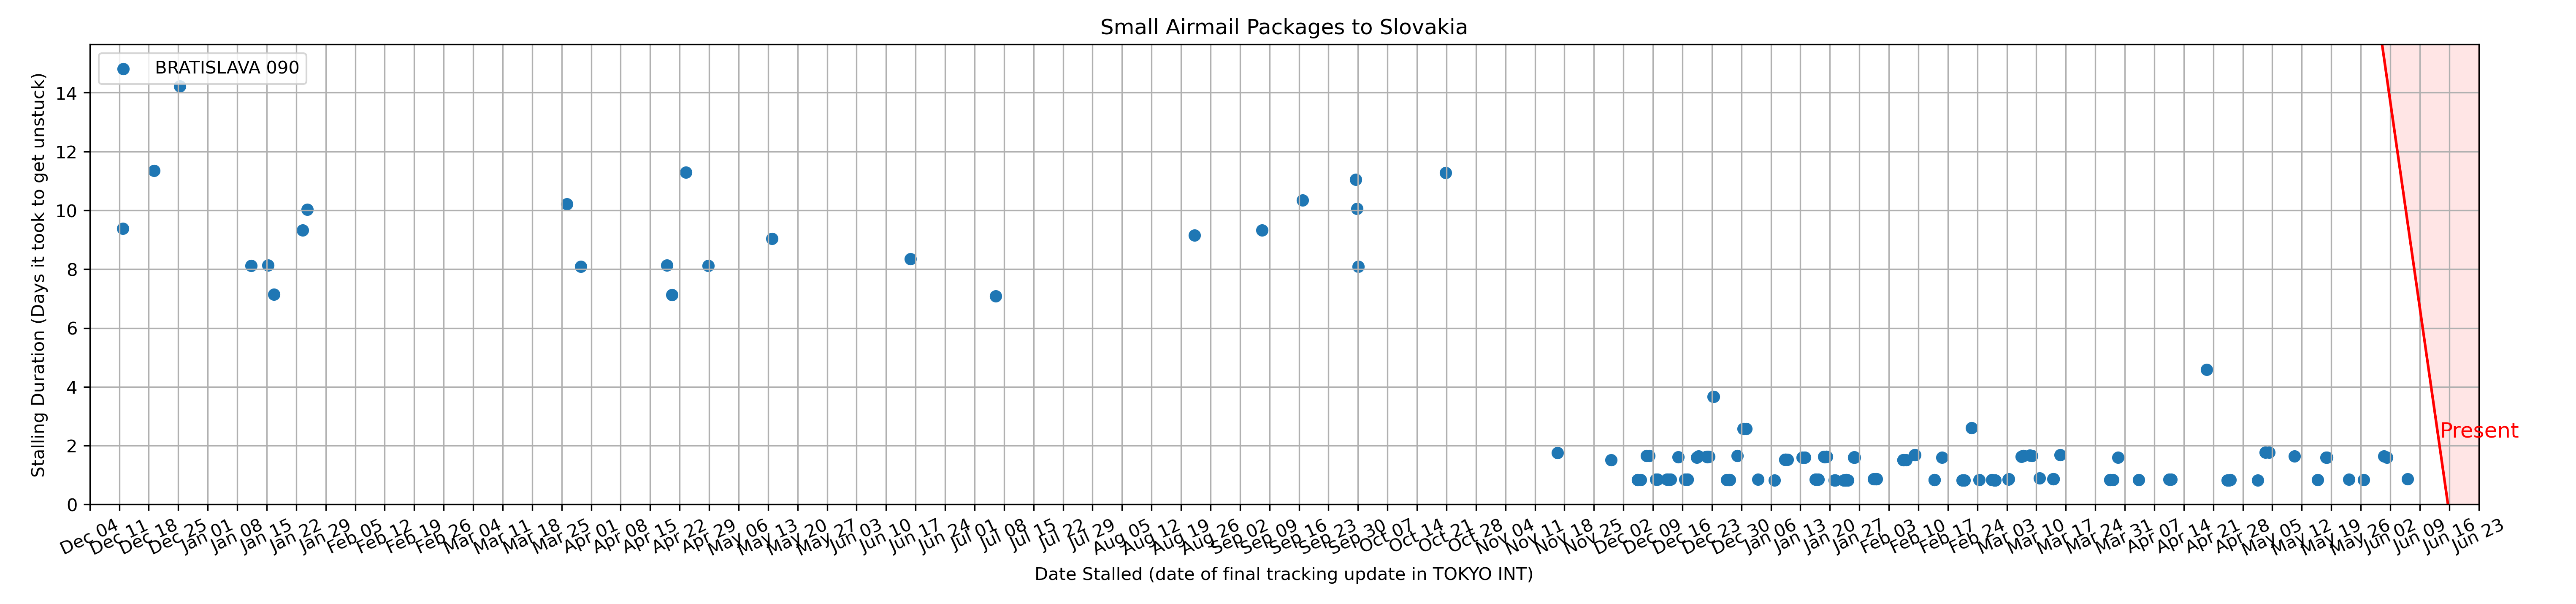 Small Airmail Packages to Slovakia
BRATISLAVA 090
Stalling Duration (Days it took to get unstuck)
14
12
10
8
6
4
2
0
Present
Dec 04 Dec 11 Dec 18 Dec 25 Jan 01 Jan 08 Jan 15 Jan 22 Jan 29 Feb 05 Feb 12 Feb 19 Feb 26 Mar 04 Mar 11 Mar 18 Mar 25 Apr 01 Apr 08 Apr 15 Apr 22 Apr 29 May 06 May 13 May 20 May 27 Jun 03 Jun 10 Jun 17 Jun 24 Jul 01 Jul 08 Jul 15 Jul 22 Jul 29 Aug 05 Aug 12 Aug 19 Aug 26 Sep 02 Sep 09 Sep 16 Sep 23 Sep 30 Oct 07 Oct 14 Oct 21 Oct 28 Nov 04 Nov 11 Nov 18 Nov 25 Dec 02 Dec 09 Dec 16 Dec 23 Dec 30 Jan 06 Jan 13 Jan 20 Jan 27 Feb 03 Feb 10 Feb 17 Feb 24 Mar 03 Mar 10 Mar 17 Mar 24 Mar 31 Apr 07 Apr 14 Apr 21 Apr 28 May 05 May 12 May 19 May 26 Jun 02 Jun 09 Jun 16 Jun 23
Date Stalled (date of final tracking update in TOKYO INT)